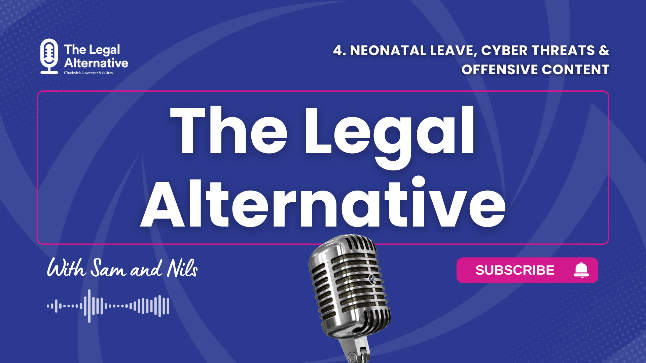 The Legal
Alternative
4. NEONATAL LEAVE, CYBER THREATS &
OFFENSIVE CONTENT
The Legal
Alternative
With Sam and Nils
SUBSCRIBE